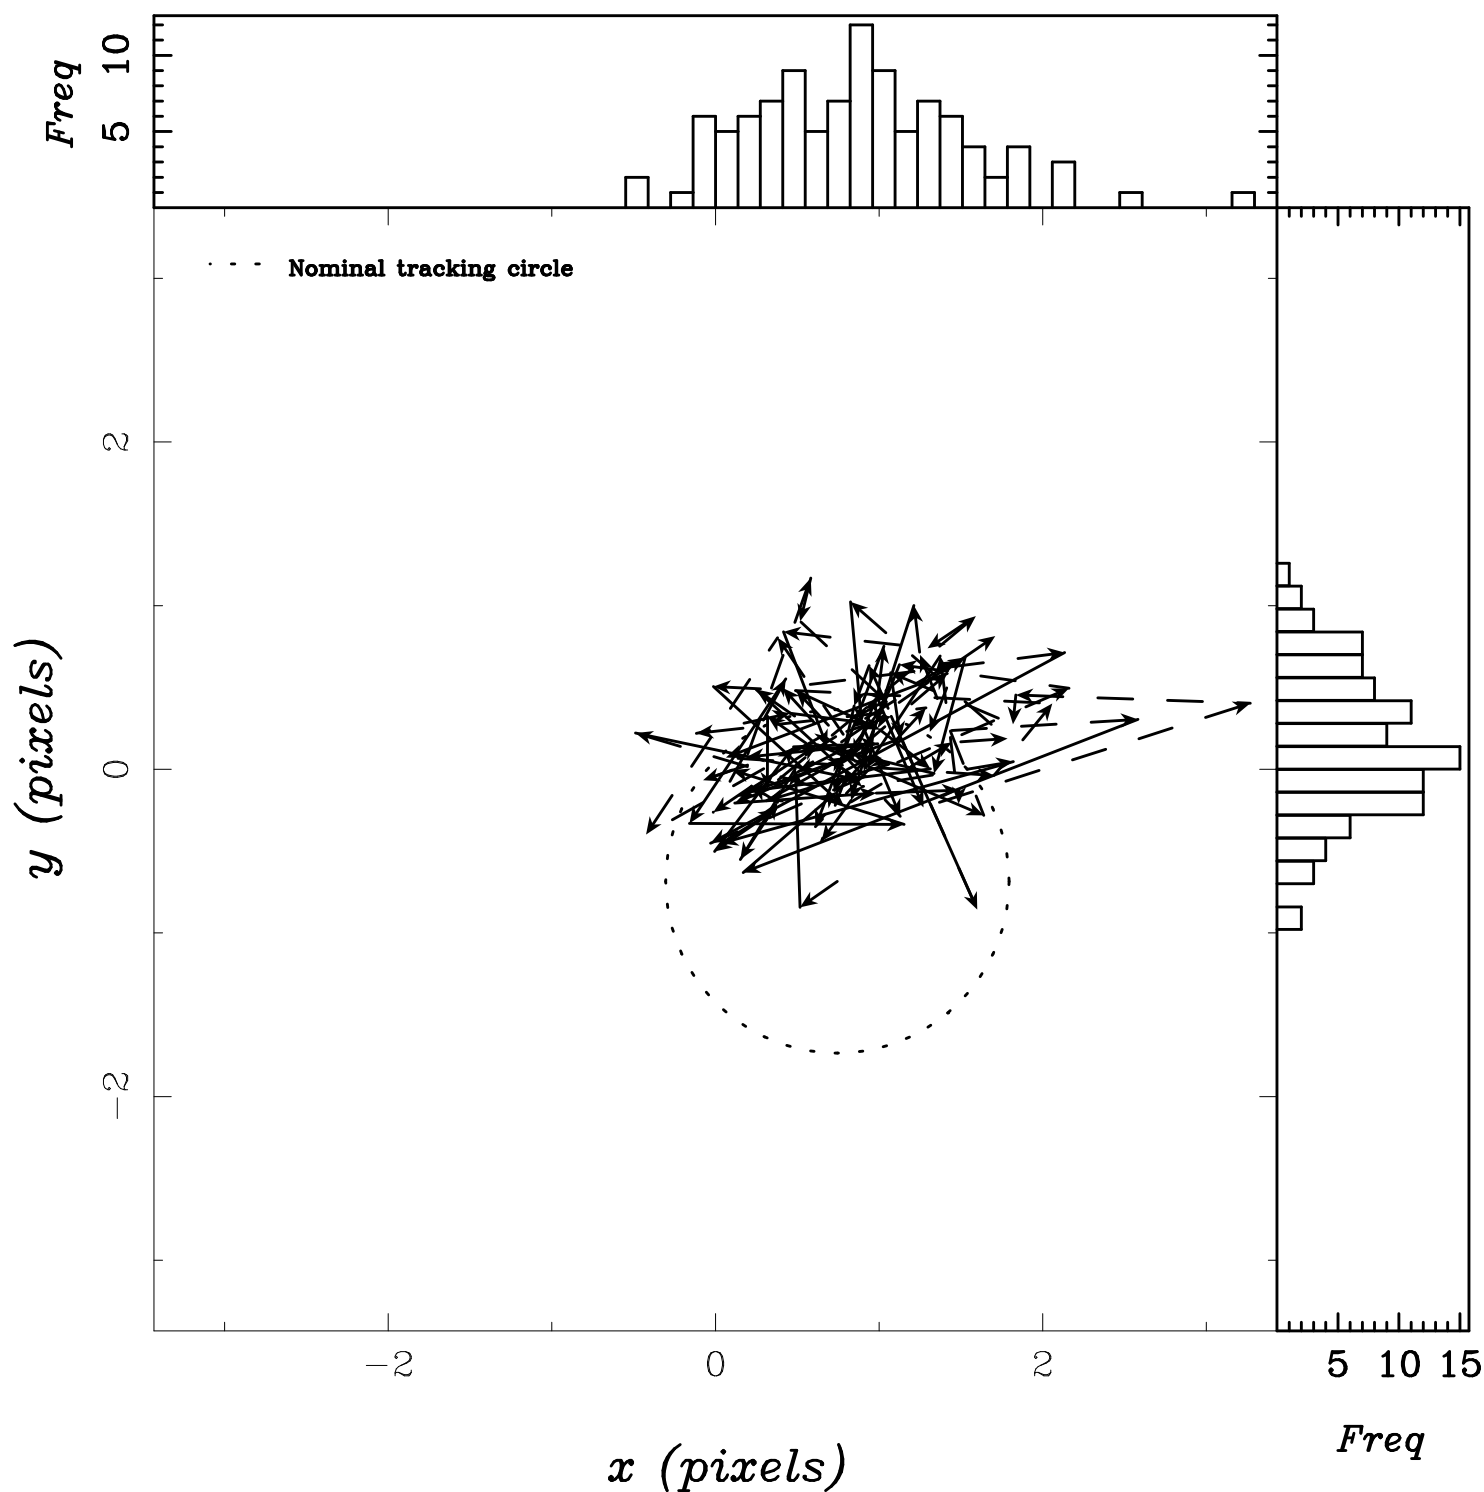 Freq
10
5
Nominal tracking circle
2
0
−2
y (pixels)
−2 0 2
5 10 15
x (pixels)
Freq